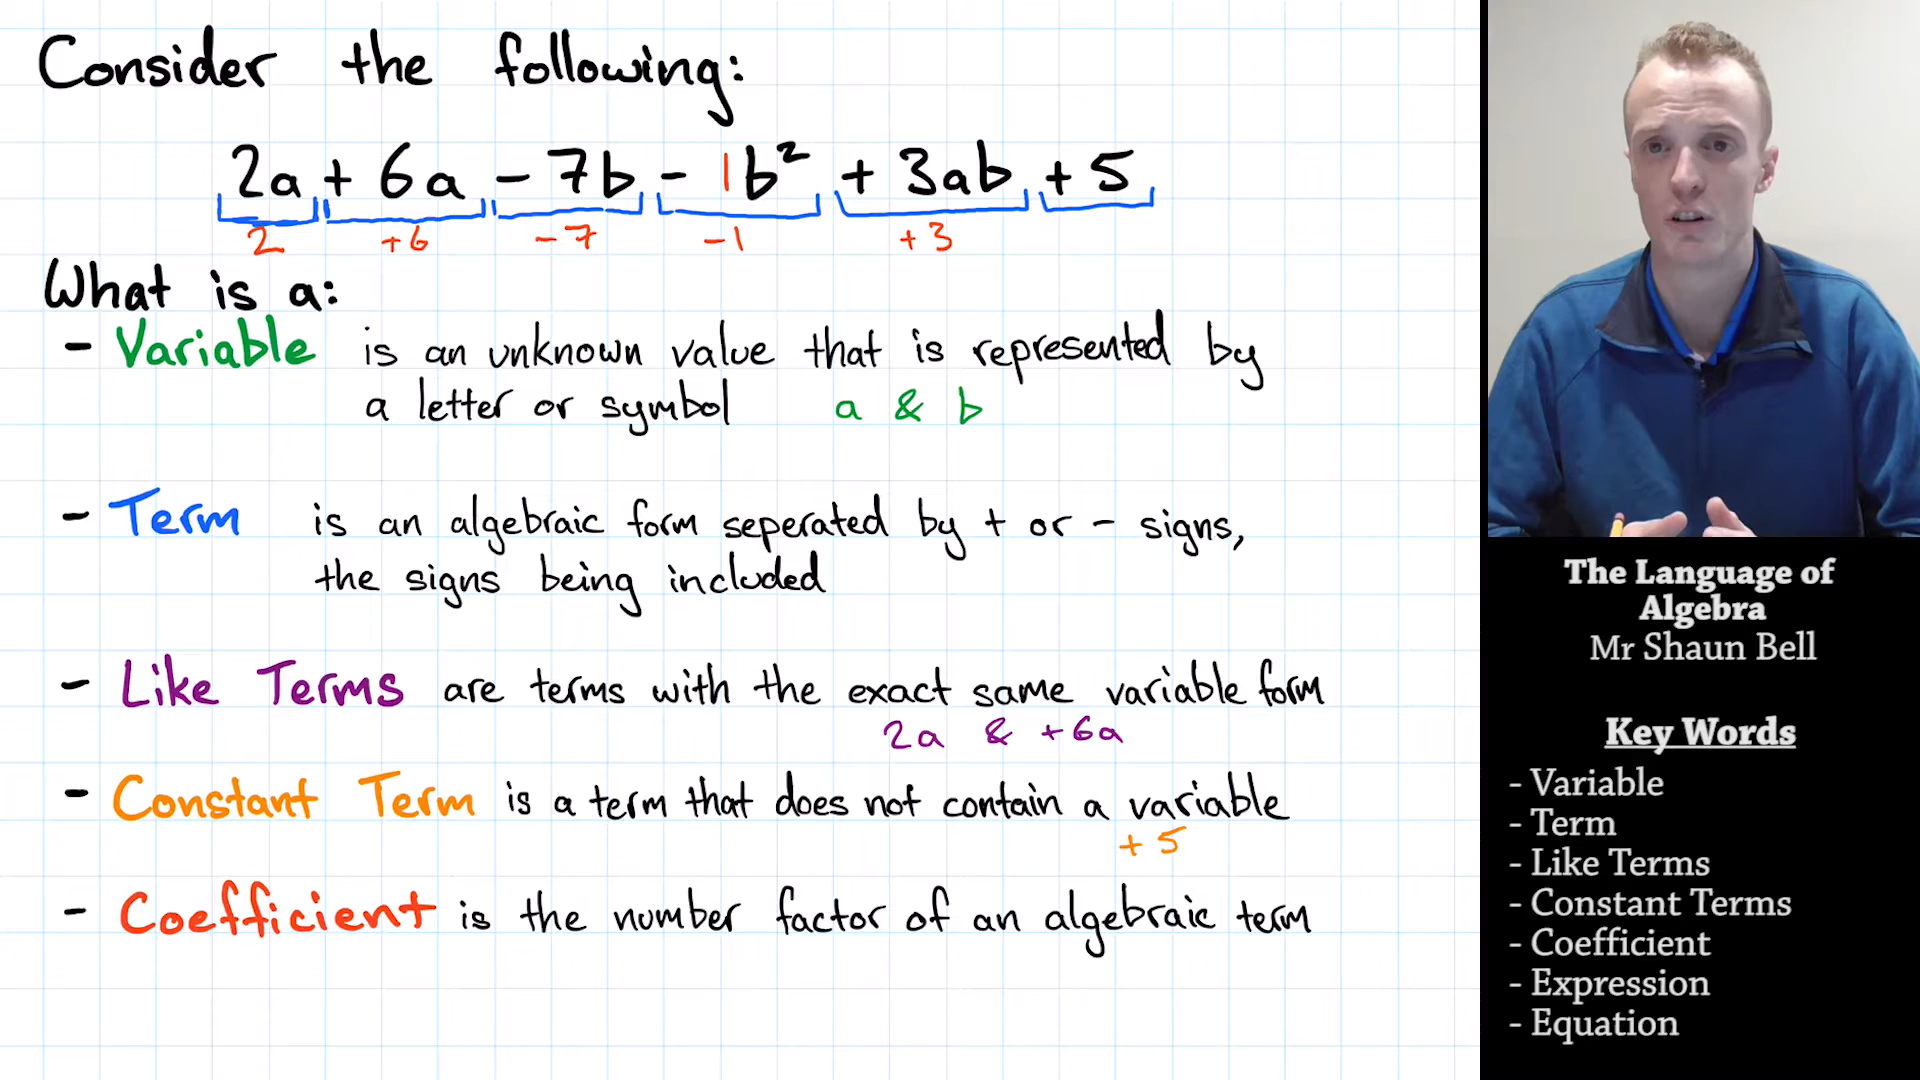 Consider the following:
2a + 6a - 7b - 1b² + 3ab + 5
2 +6 -7 -1 +3
What is a:
- Variable is an unknown value that is represented by
a letter or symbol a & b
- Term is an algebraic form seperated by + or - signs,
the signs being included
- Like Terms are terms with the exact same variable form
2a & +6a
- Constant Term is a term that does not contain a variable
+5
- Coefficient is the number factor of an algebraic term
The Language of
Algebra
Mr Shaun Bell
Key Words
- Variable
- Term
- Like Terms
- Constant Terms
- Coefficient
- Expression
- Equation